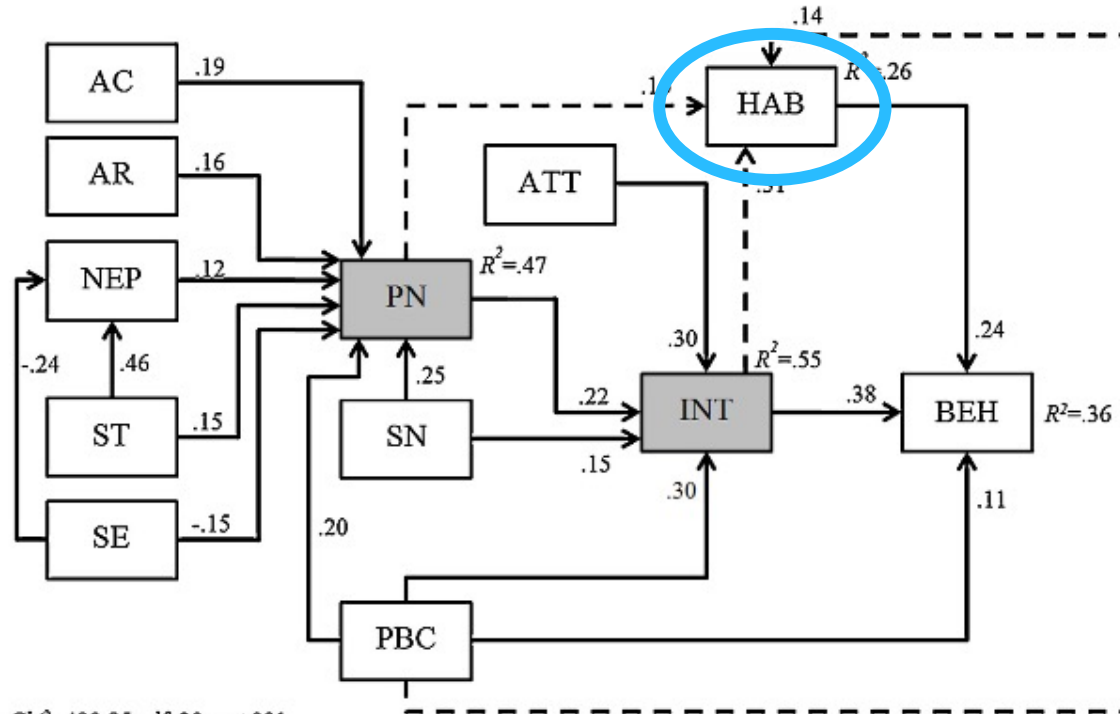 .14
AC
.19
R²=.26
HAB
AR
.16
ATT
NEP
.12
PN
R²=.47
-.24
.46
.25
.30
R²=.55
.24
ST
.15
SN
.22
INT
.38
BEH
R²=.36
.15
.30
SE
-.15
.20
.11
PBC